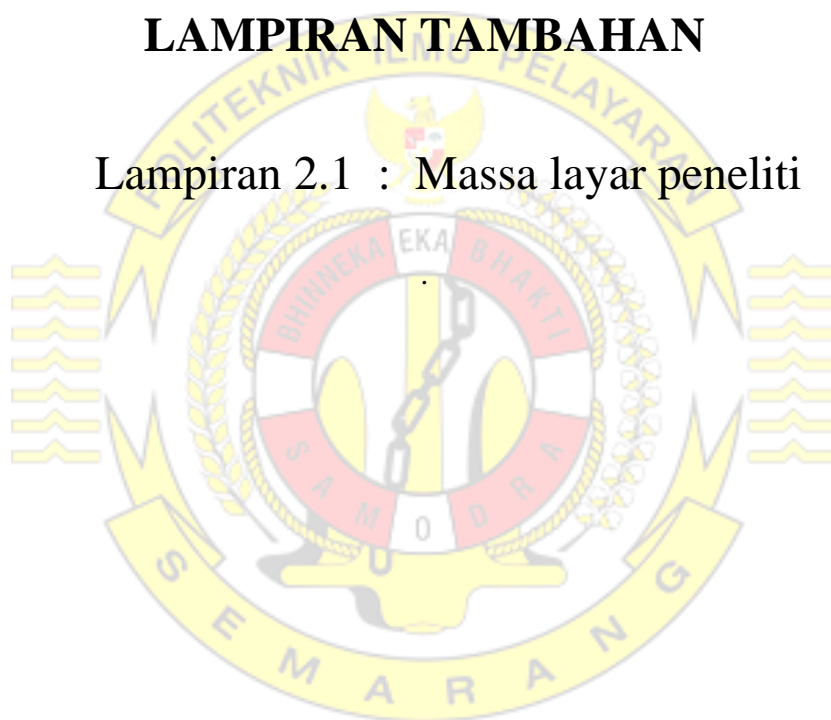 LAMPIRAN TAMBAHAN
POLITEKNIK ILMU PELAYARAN
Lampiran 2.1 : Massa layar peneliti
.
BHINNEKA EKA BHAKTI
SAMODRA
SEMARANG